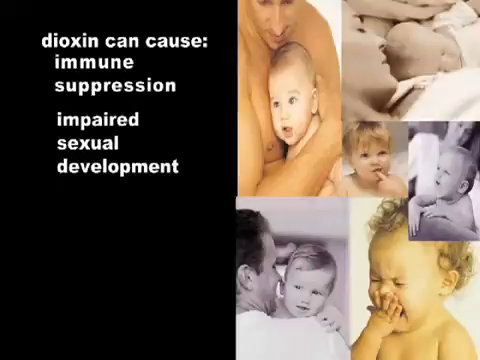 dioxin can cause:
immune
suppression
impaired
sexual
development